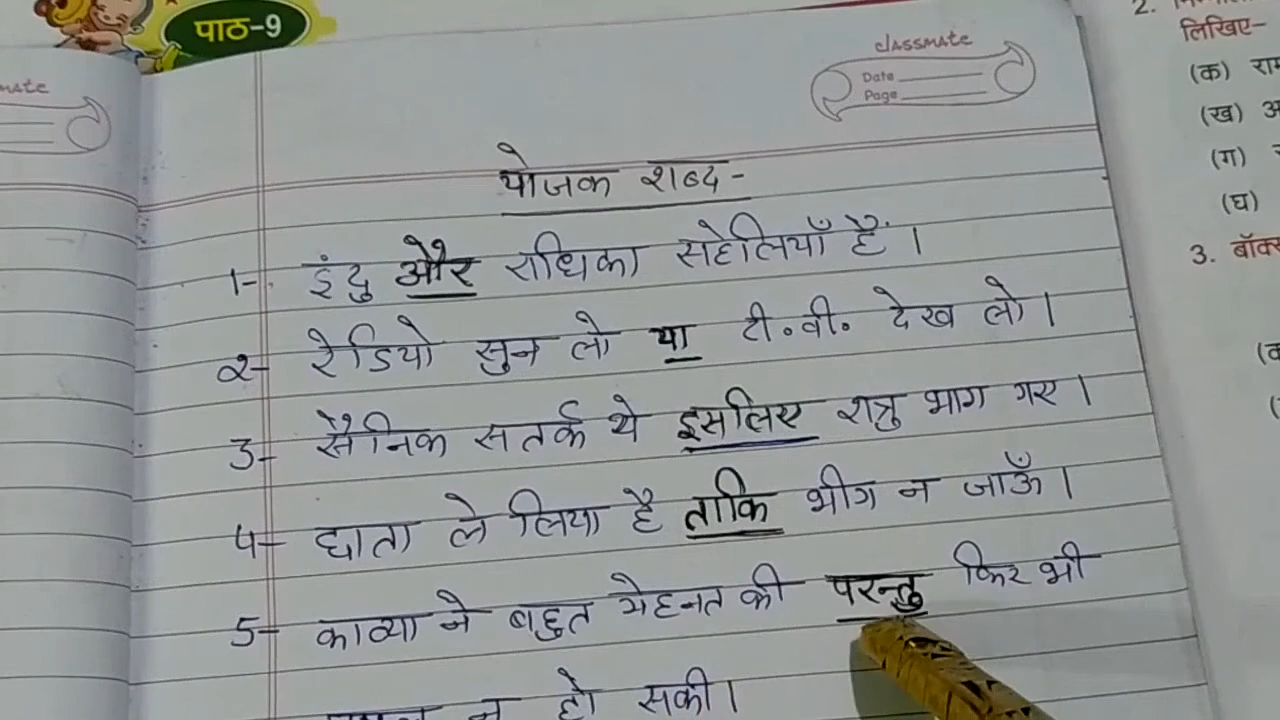 पाठ-9
classmate
Date
Page
योजक शब्द-
1- इंदु और राधिका सहेलियाँ हैं।
2- रेडियो सुन लो या टी.वी. देख लो।
3- सैनिक सतर्क थे इसलिए शत्रु भाग गए।
4- छाता ले लिया है ताकि भीग न जाऊँ।
5- काव्या ने बहुत मेहनत की परन्तु फिर भी
न हो सकी।
2.
लिखिए-
(क) राम
(ख)
(ग)
(घ)
3. बॉक्स